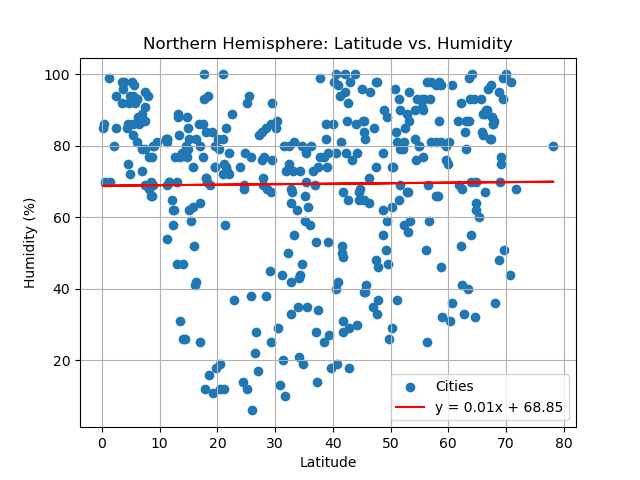 Northern Hemisphere: Latitude vs. Humidity
100
80
60
40
20
Humidity (%)
0 10 20 30 40 50 60 70 80
Latitude
Cities
y = 0.01x + 68.85